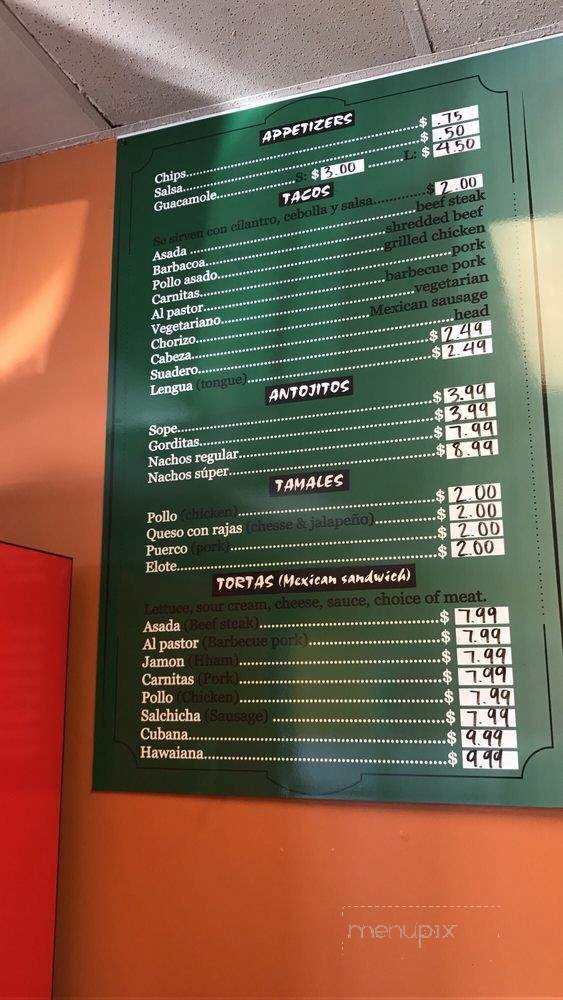 APPETIZERS
Chips $ .75
Salsa $ .50
Guacamole S: $ 3.00 L: $ 4.50
TACOS
Se sirven con cilantro, cebolla y salsa $ 2.00
Asada beef steak
Barbacoa shredded beef
Pollo asado grilled chicken
Carnitas pork
Al pastor barbecue pork
Vegetariano vegetarian
Chorizo Mexican sausage
Cabeza head
Suadero $ 2.49
Lengua (tongue) $ 2.49
ANTOJITOS
Sope $ 3.99
Gorditas $ 3.99
Nachos regular $ 7.99
Nachos súper $ 8.99
TAMALES
Pollo (chicken) $ 2.00
Queso con rajas (chesse & jalapeño) $ 2.00
Puerco (pork) $ 2.00
Elote $ 2.00
TORTAS (Mexican sandwich)
Lettuce, sour cream, cheese, sauce, choice of meat.
Asada (Beef steak) $ 7.99
Al pastor (Barbecue pork) $ 7.99
Jamon (Hham) $ 7.99
Carnitas (Pork) $ 7.99
Pollo (Chicken) $ 7.99
Salchicha (Sausage) $ 7.99
Cubana $ 9.99
Hawaiana $ 9.99
menupix